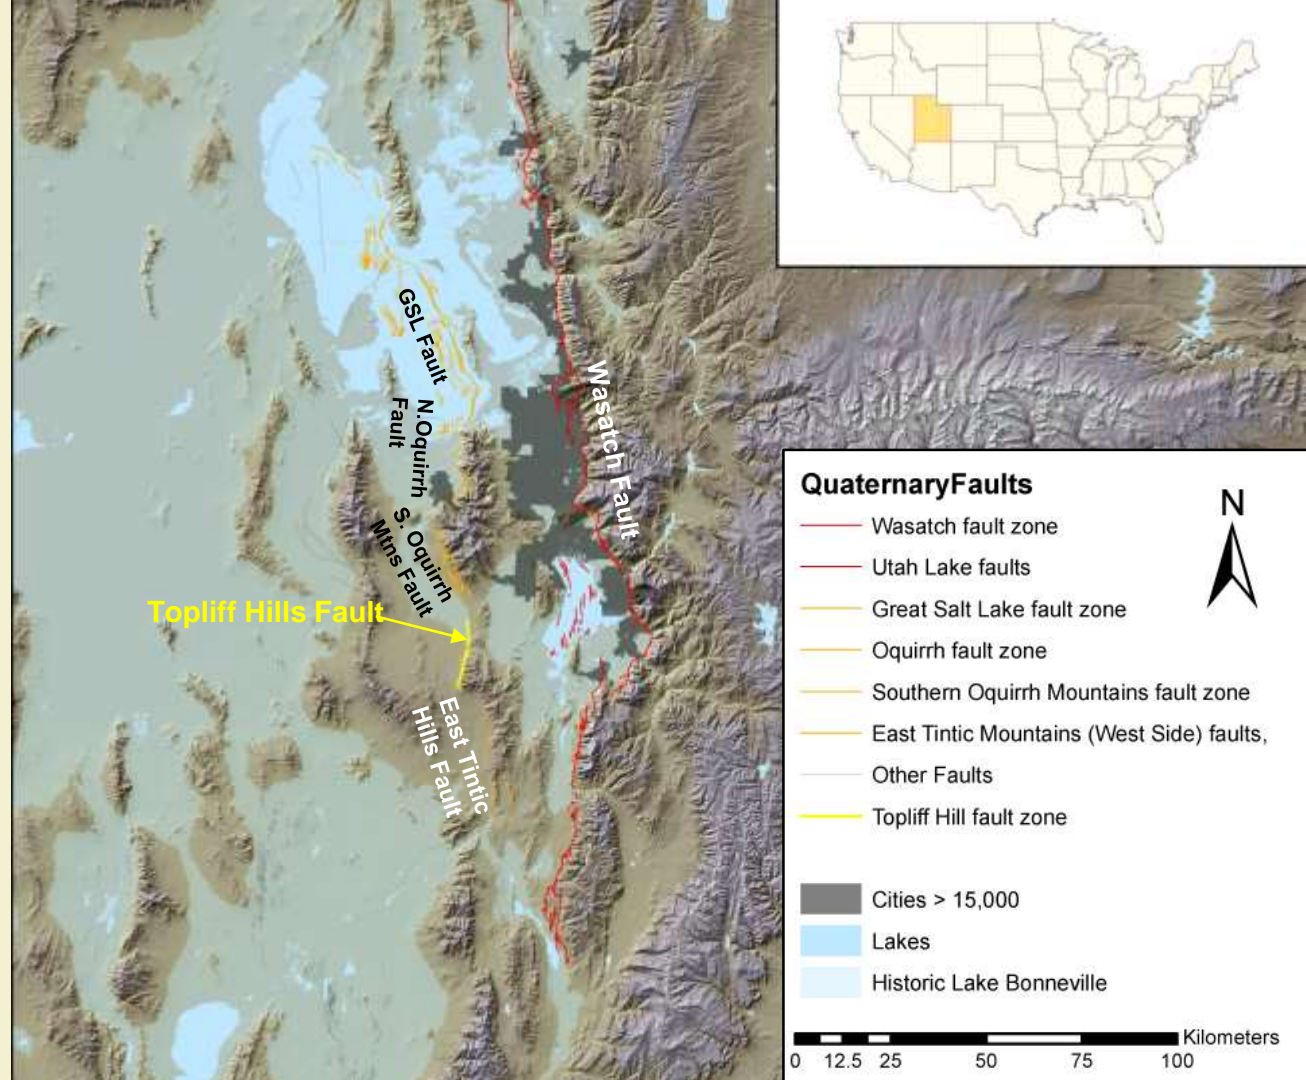 GSL Fault
N.Oquirrh
Fault
Wasatch Fault
S. Oquirrh
Mtns Fault
Topliff Hills Fault
East Tintic
Hills Fault
QuaternaryFaults
N
Wasatch fault zone
Utah Lake faults
Great Salt Lake fault zone
Oquirrh fault zone
Southern Oquirrh Mountains fault zone
East Tintic Mountains (West Side) faults,
Other Faults
Topliff Hill fault zone
Cities > 15,000
Lakes
Historic Lake Bonneville
Kilometers
0 12.5 25 50 75 100